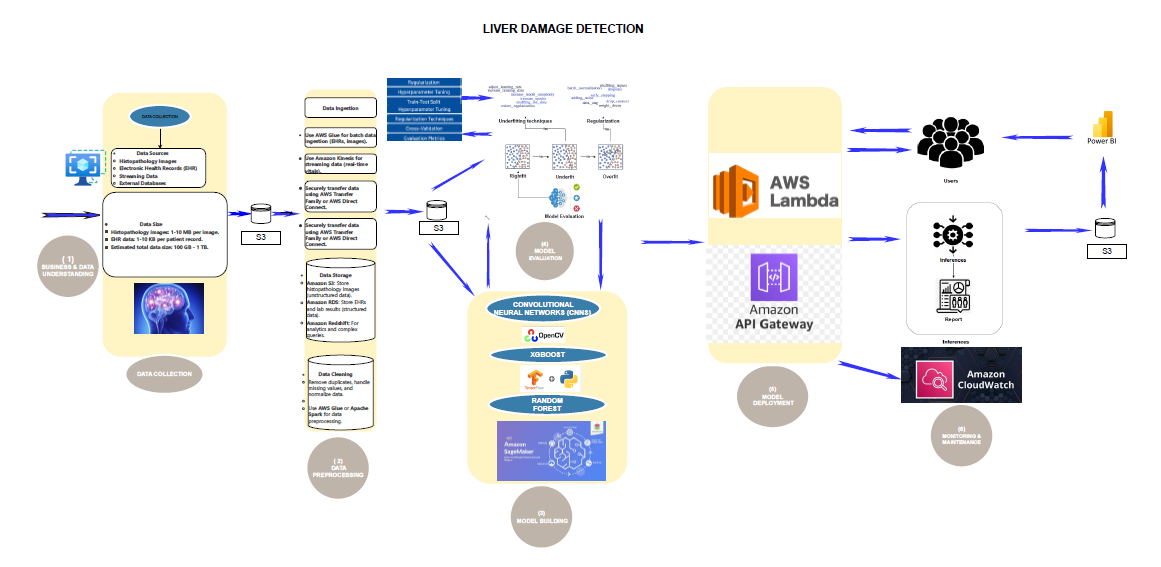 LIVER DAMAGE DETECTION
DATA COLLECTION
Data Sources
Histopathology Images
Electronic Health Records (EHR)
Streaming Data
External Databases
Data Size
Histopathology images: 1-10 MB per image.
EHR data: 1-10 KB per patient record.
Estimated total data size: 100 GB - 1 TB.
( 1)
BUSINESS & DATA
UNDERSTANDING
DATA COLLECTION
S3
Data Ingestion
Use AWS Glue for batch data
ingestion (EHRs, images).
Use Amazon Kinesis for
streaming data (real-time
Securely transfer data
using AWS Transfer
Family or AWS Direct
Connect.
Securely transfer data
using AWS Transfer
Family or AWS Direct
Connect.
Data Storage
Amazon S3: Store
histopathology images
(unstructured data).
Amazon RDS: Store EHRs
and lab results (structured
data).
Amazon Redshift: For
analytics and complex
queries.
Data Cleaning
Remove duplicates, handle
missing values, and
normalize data.
Use AWS Glue or Apache
Spark for data
preprocessing.
( 2)
DATA
PREPROCESSING
S3
Regularization
Hyperparameter Tuning
Train-Test Split
Hyperparameter Tuning
Regularization Techniques
Cross-Validation
Evaluation Metrics
Underfitting techniques
Regularization
Rightfit
Underfit
Overfit
Model Evaluation
(4)
MODEL
EVALUATION
CONVOLUTIONAL
NEURAL NETWORKS (CNNS)
OpenCV
XGBOOST
TensorFlow
+
RANDOM
FOREST
Amazon
SageMaker
(3)
MODEL BUILDING
AWS
Lambda
Amazon
API Gateway
(5)
MODEL
DEPLOYMENT
Users
Inferences
Report
Inferences
Amazon
CloudWatch
(6)
MONITORING &
MAINTENANCE
Power BI
S3